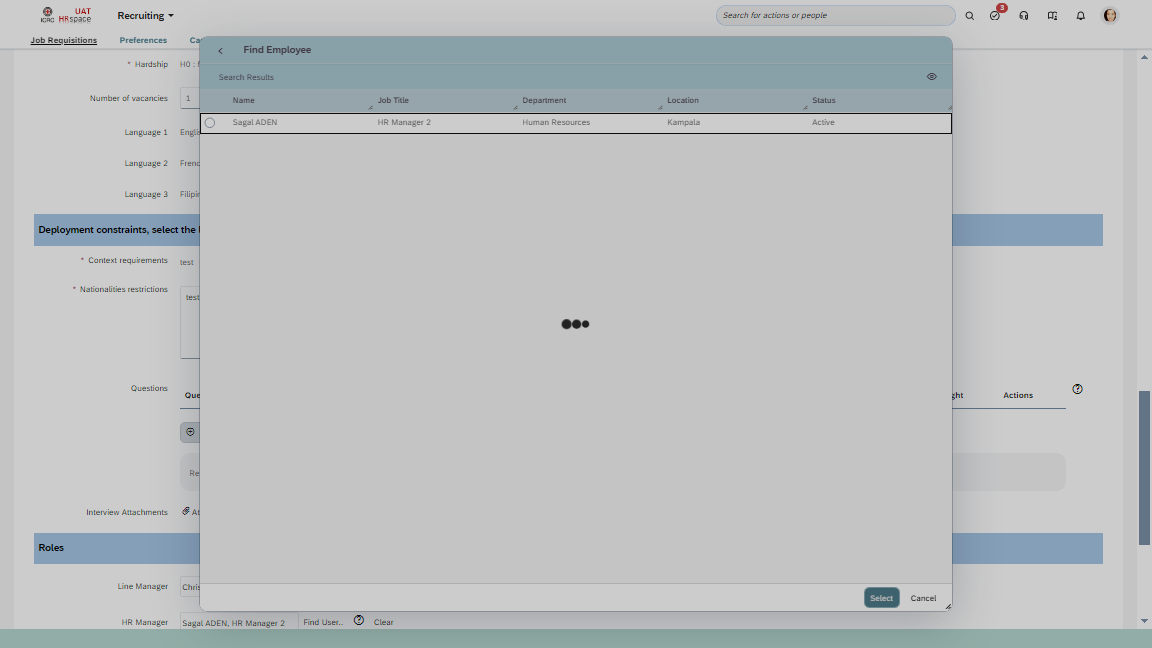 ICRC
UAT
HRspace
Recruiting
Search for actions or people
3
Job Requisitions
Preferences
Ca
Find Employee
* Hardship
H0 :
Search Results
Number of vacancies
1
Name
Job Title
Department
Location
Status
Sagal ADEN
HR Manager 2
Human Resources
Kampala
Active
Language 1
Englis
Language 2
Frenc
Language 3
Filipin
Deployment constraints, select the
* Context requirements
test
* Nationalities restrictions
test
Questions
Que
ght
Actions
Re
Interview Attachments
At
Roles
Line Manager
Chris
Select
Cancel
HR Manager
Sagal ADEN, HR Manager 2
Find User..
Clear